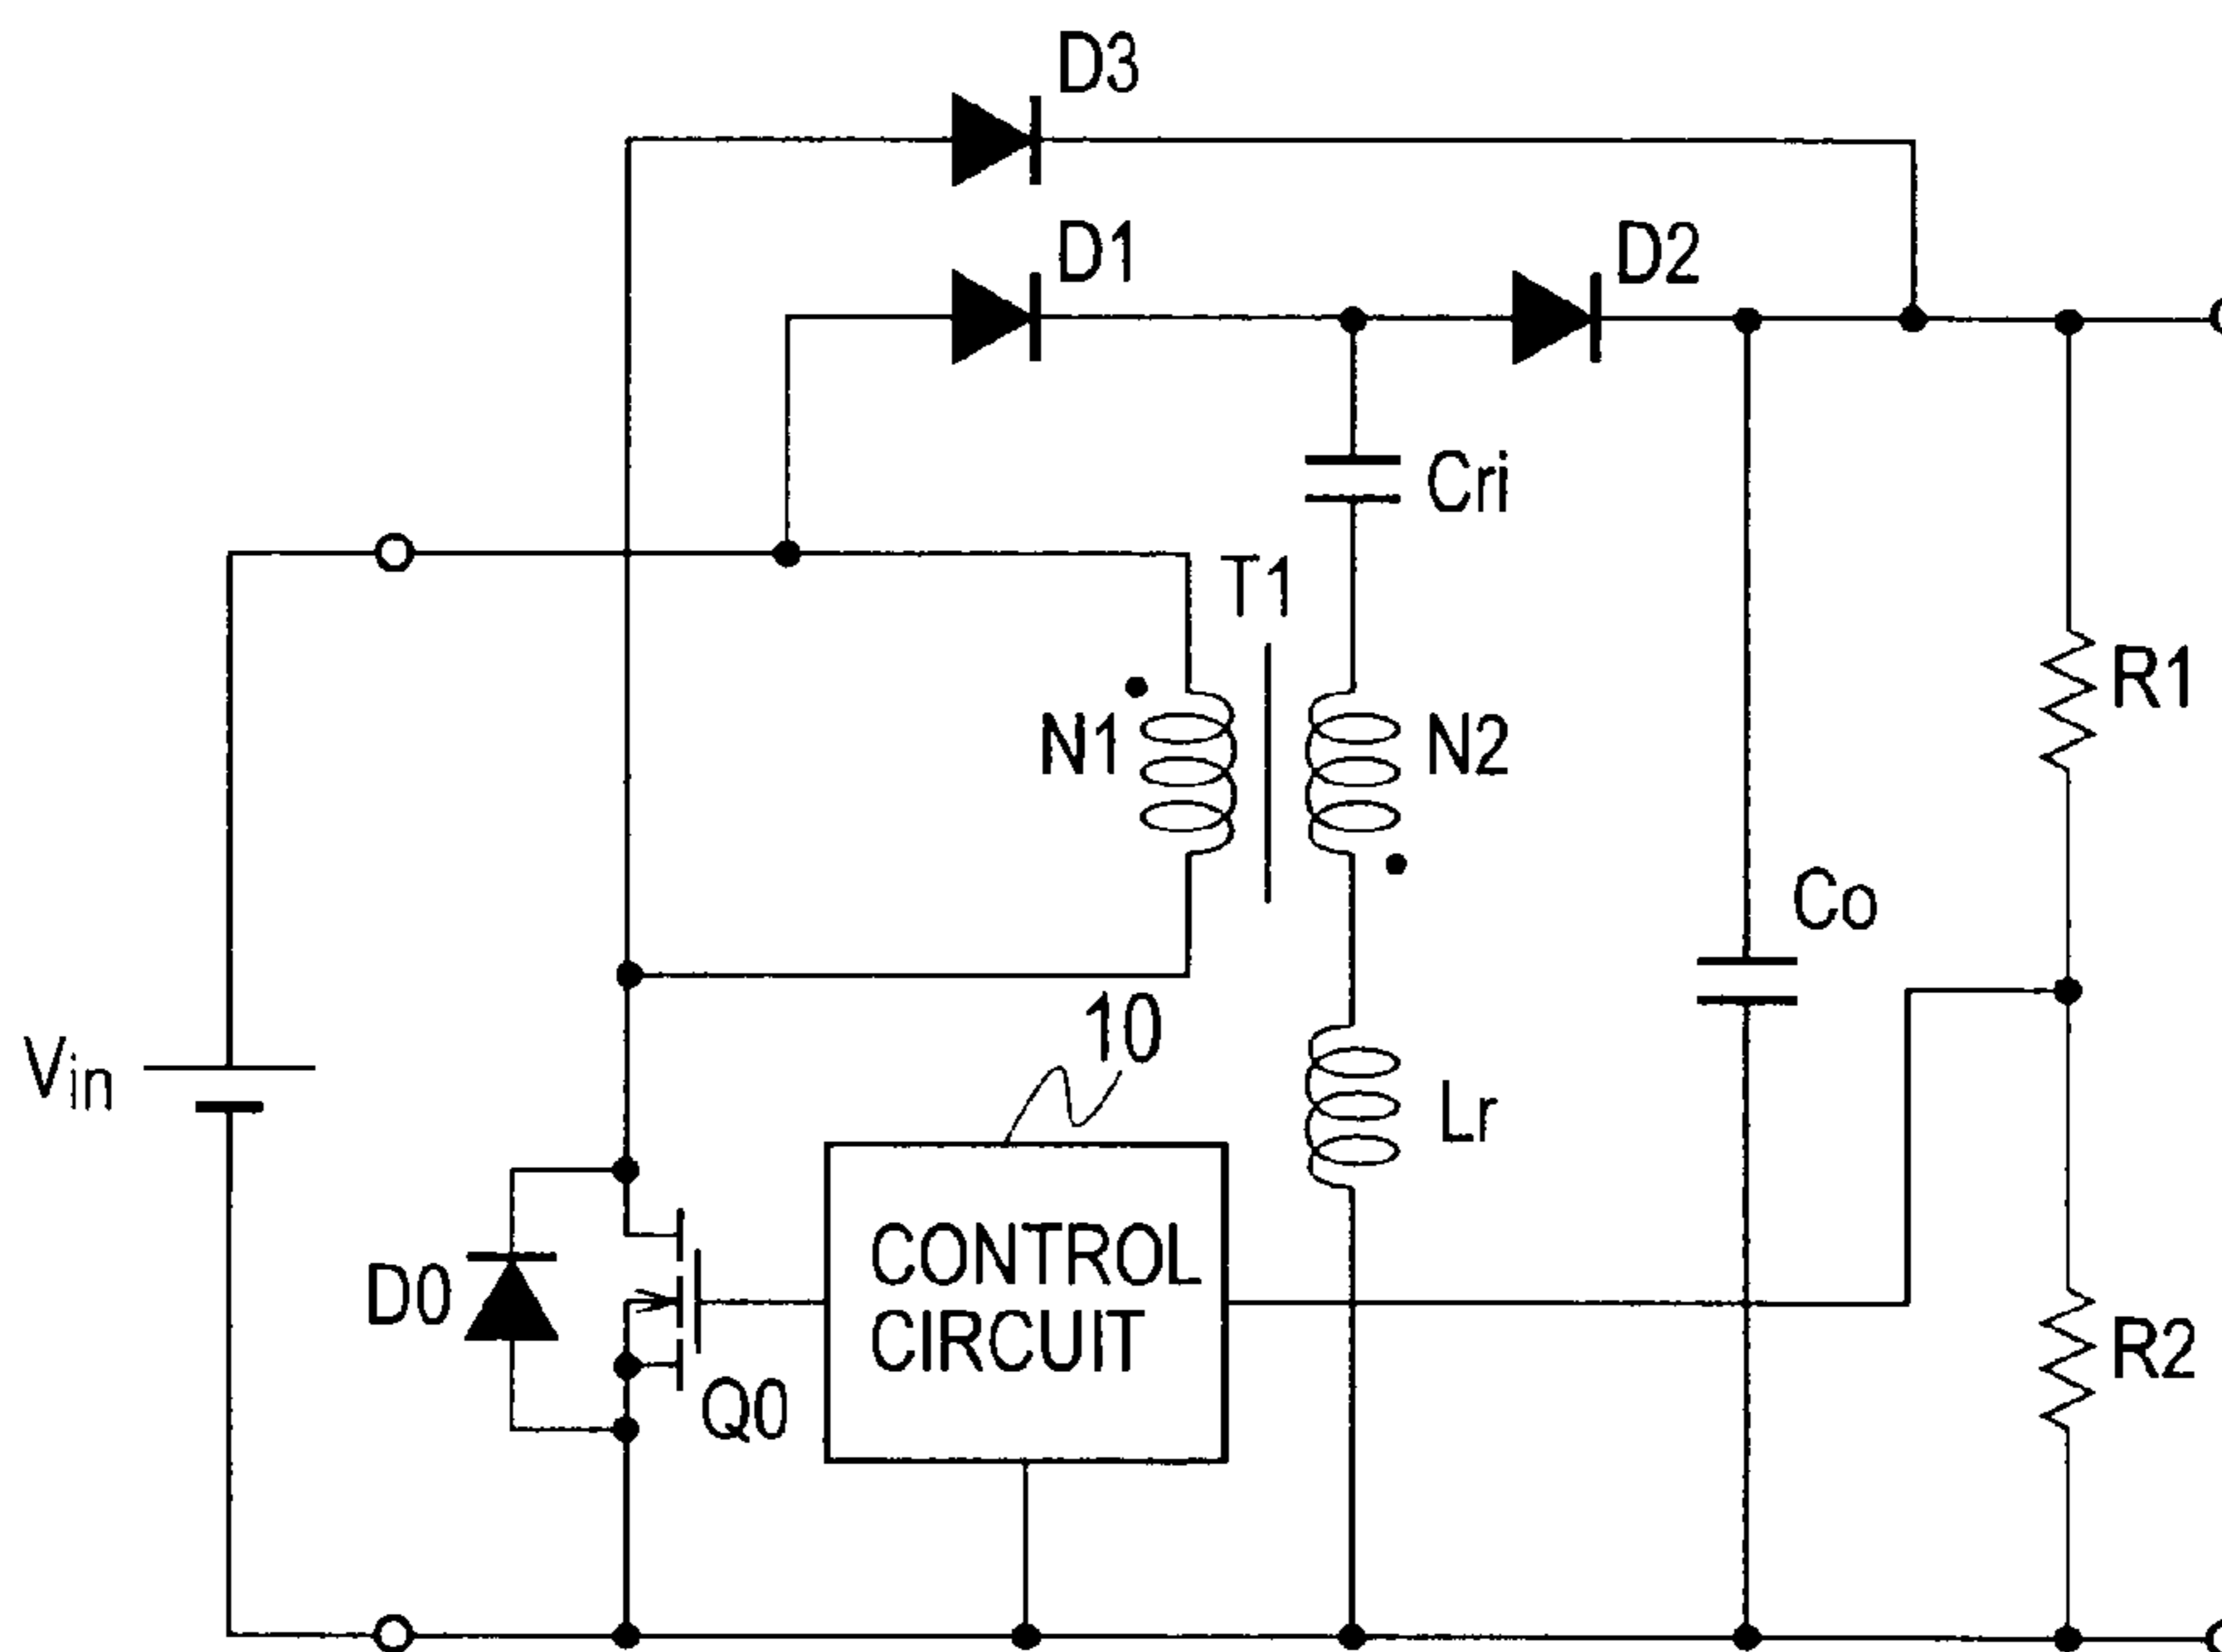 D3
D1
D2
Cri
T1
N1
N2
R1
Co
Vin
10
Lr
D0
CONTROL
CIRCUIT
Q0
R2